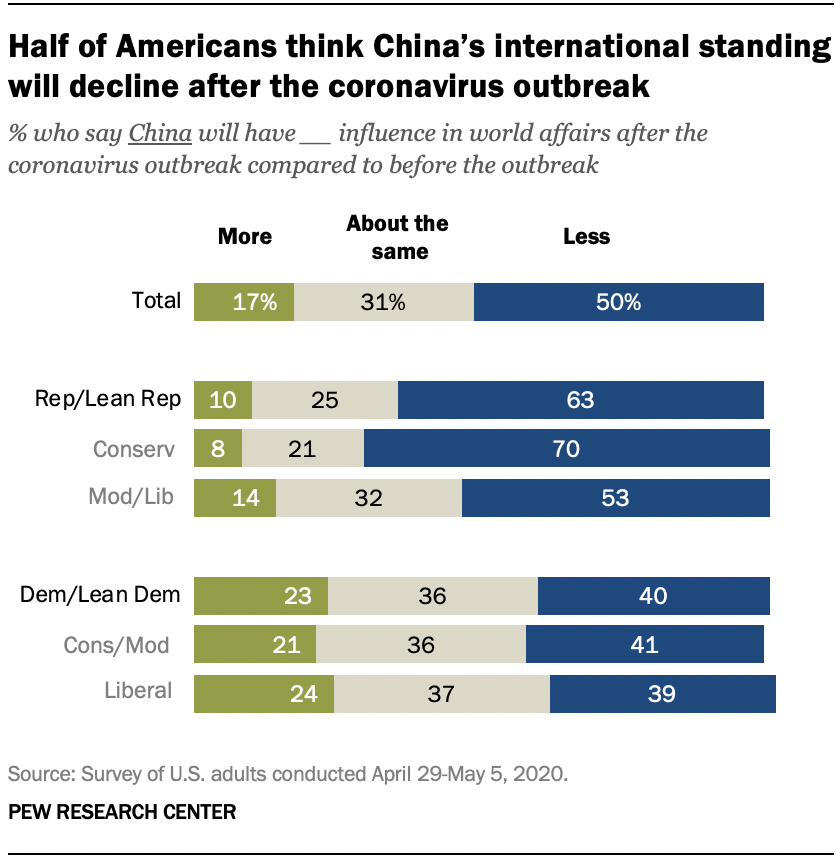 Half of Americans think China's international standing
will decline after the coronavirus outbreak
% who say China will have __ influence in world affairs after the
coronavirus outbreak compared to before the outbreak
More About the same Less
Total 17% 31% 50%
Rep/Lean Rep 10 25 63
Conserv 8 21 70
Mod/Lib 14 32 53
Dem/Lean Dem 23 36 40
Cons/Mod 21 36 41
Liberal 24 37 39
Source: Survey of U.S. adults conducted April 29-May 5, 2020.
PEW RESEARCH CENTER